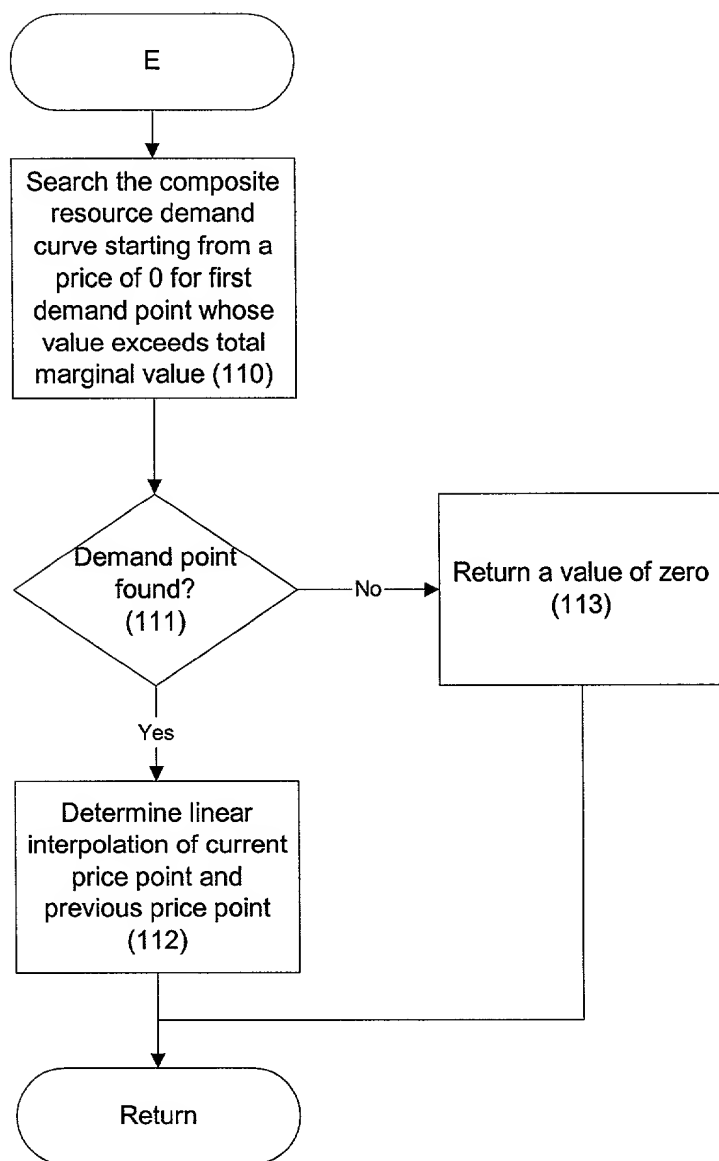 E
Search the composite
resource demand
curve starting from a
price of 0 for first
demand point whose
value exceeds total
marginal value (110)
Demand point
found?
(111)
No
Return a value of zero
(113)
Yes
Determine linear
interpolation of current
price point and
previous price point
(112)
Return